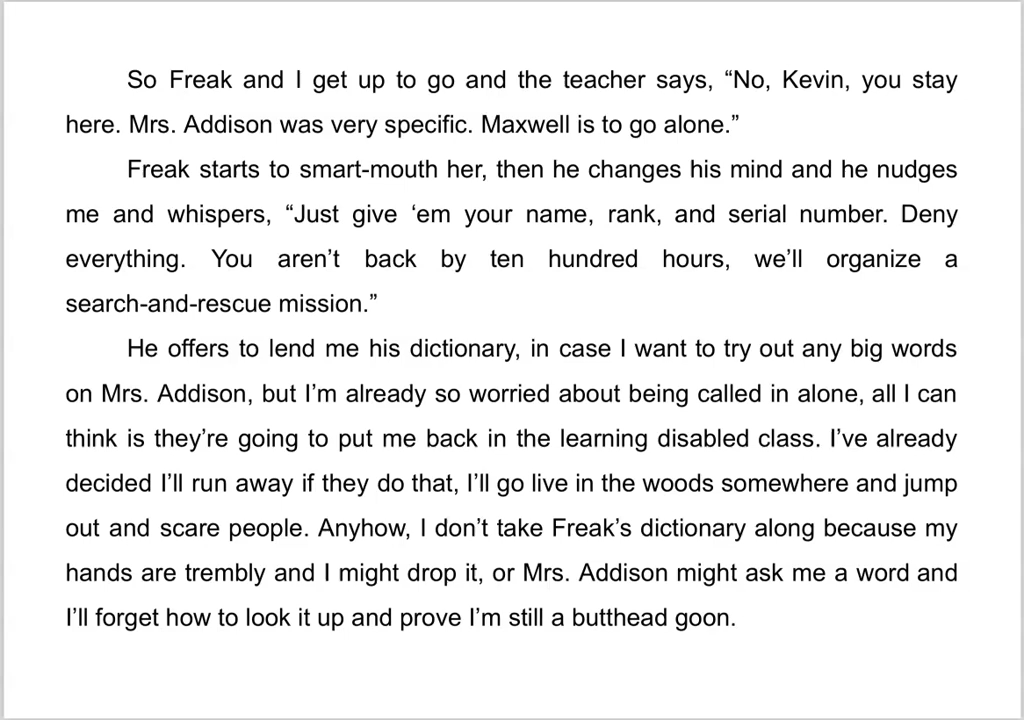 So Freak and I get up to go and the teacher says, “No, Kevin, you stay
here. Mrs. Addison was very specific. Maxwell is to go alone.”
Freak starts to smart-mouth her, then he changes his mind and he nudges
me and whispers, “Just give ‘em your name, rank, and serial number. Deny
everything. You aren’t back by ten hundred hours, we’ll organize a
search-and-rescue mission.”
He offers to lend me his dictionary, in case I want to try out any big words
on Mrs. Addison, but I’m already so worried about being called in alone, all I can
think is they’re going to put me back in the learning disabled class. I’ve already
decided I’ll run away if they do that, I’ll go live in the woods somewhere and jump
out and scare people. Anyhow, I don’t take Freak’s dictionary along because my
hands are trembly and I might drop it, or Mrs. Addison might ask me a word and
I’ll forget how to look it up and prove I’m still a butthead goon.